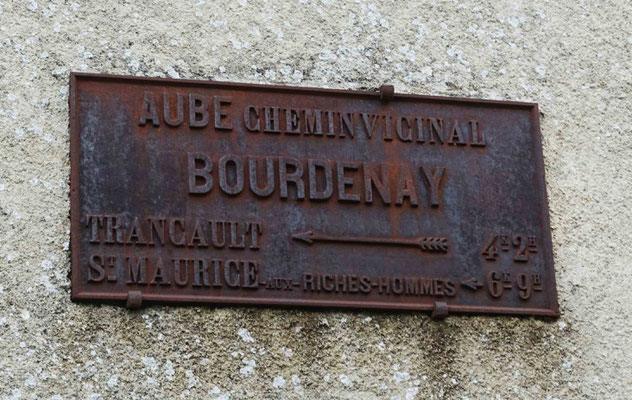 AUBE CHEMIN VICINAL
BOURDENAY
TRANCAULT 4K 2H
ST MAURICE-AUX-RICHES-HOMMES 6K 9H